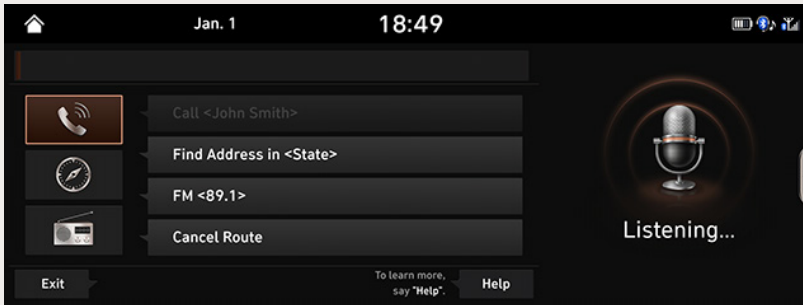 Jan. 1
18:49
Call <John Smith>
Find Address in <State>
FM <89.1>
Cancel Route
Listening...
Exit
To learn more,
say "Help".
Help